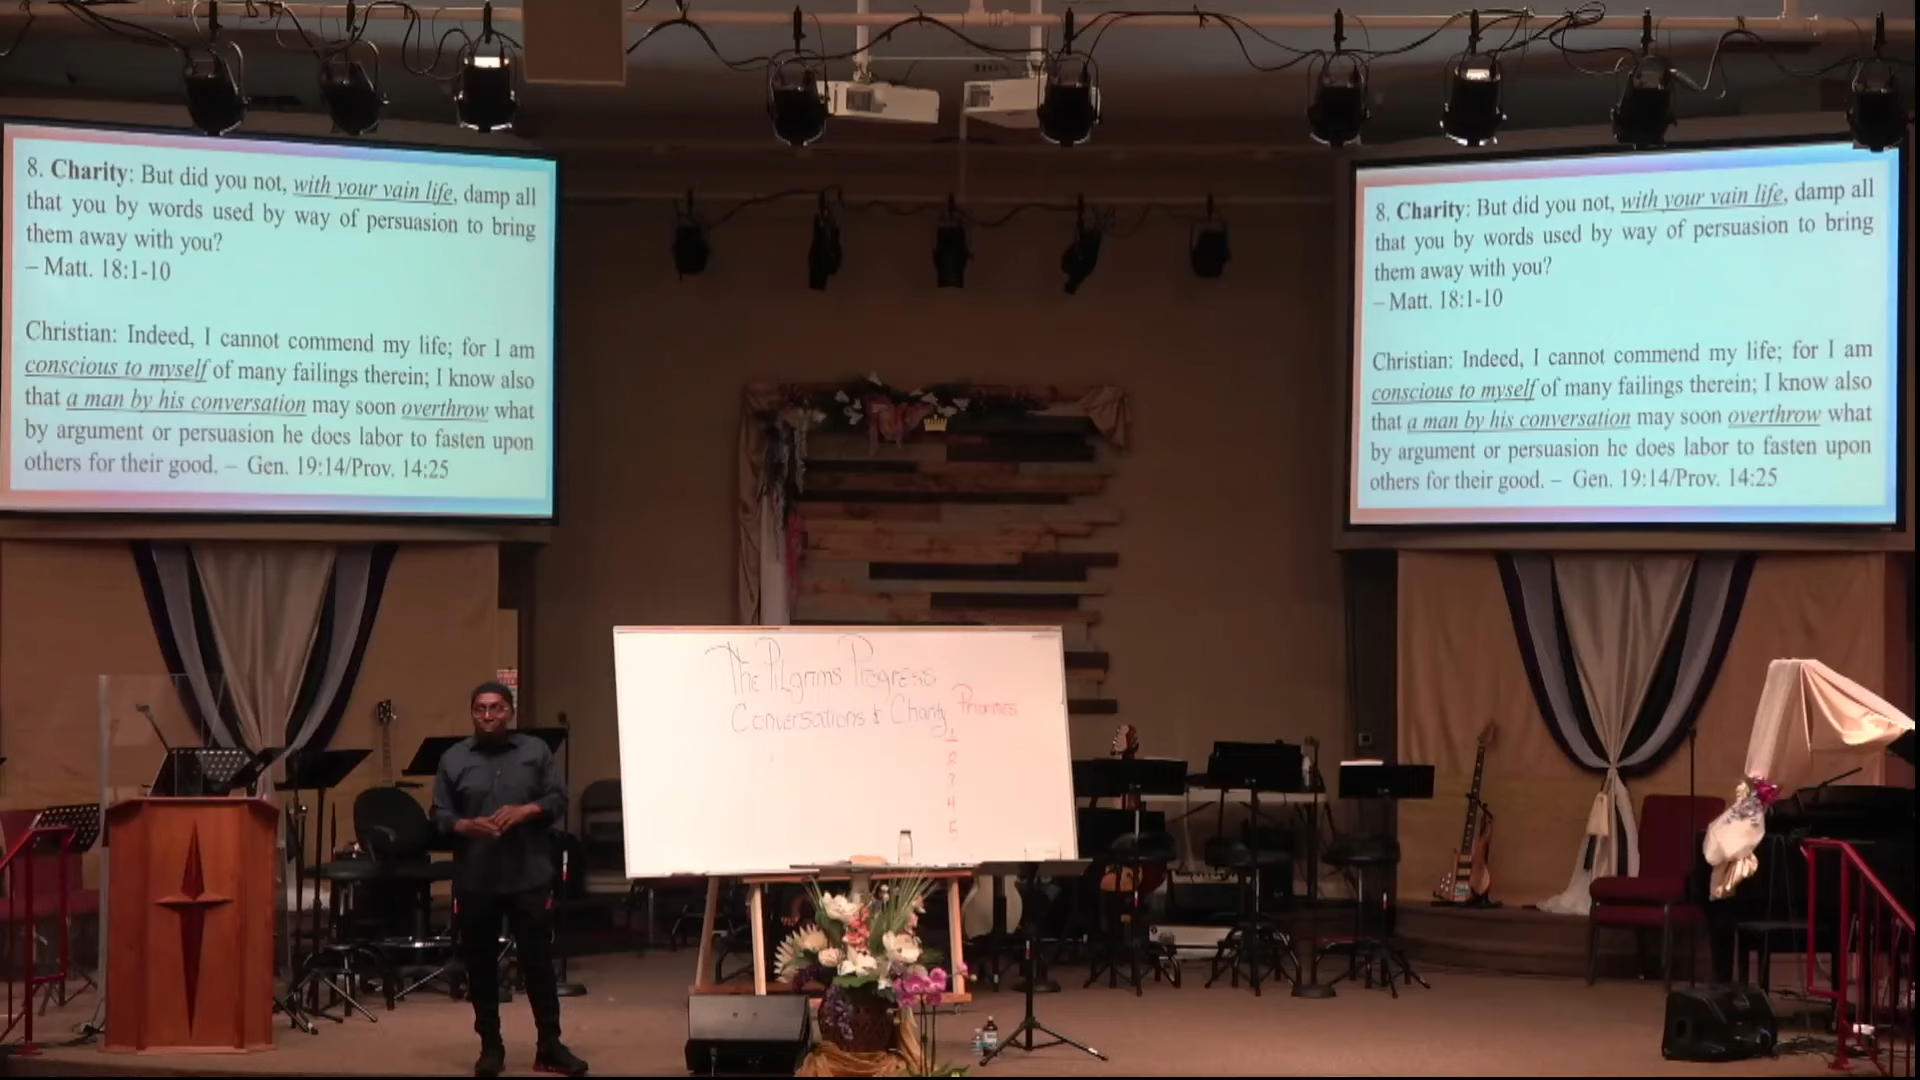 8. Charity: But did you not, with your vain life, damp all
that you by words used by way of persuasion to bring
them away with you?
– Matt. 18:1-10
Christian: Indeed, I cannot commend my life; for I am
conscious to myself of many failings therein; I know also
that a man by his conversation may soon overthrow what
by argument or persuasion he does labor to fasten upon
others for their good. – Gen. 19:14/Prov. 14:25
8. Charity: But did you not, with your vain life, damp all
that you by words used by way of persuasion to bring
them away with you?
– Matt. 18:1-10
Christian: Indeed, I cannot commend my life; for I am
conscious to myself of many failings therein; I know also
that a man by his conversation may soon overthrow what
by argument or persuasion he does labor to fasten upon
others for their good. – Gen. 19:14/Prov. 14:25
The Pilgrims Progress
Conversations & Charity
Priorities
1
2
3
4
5